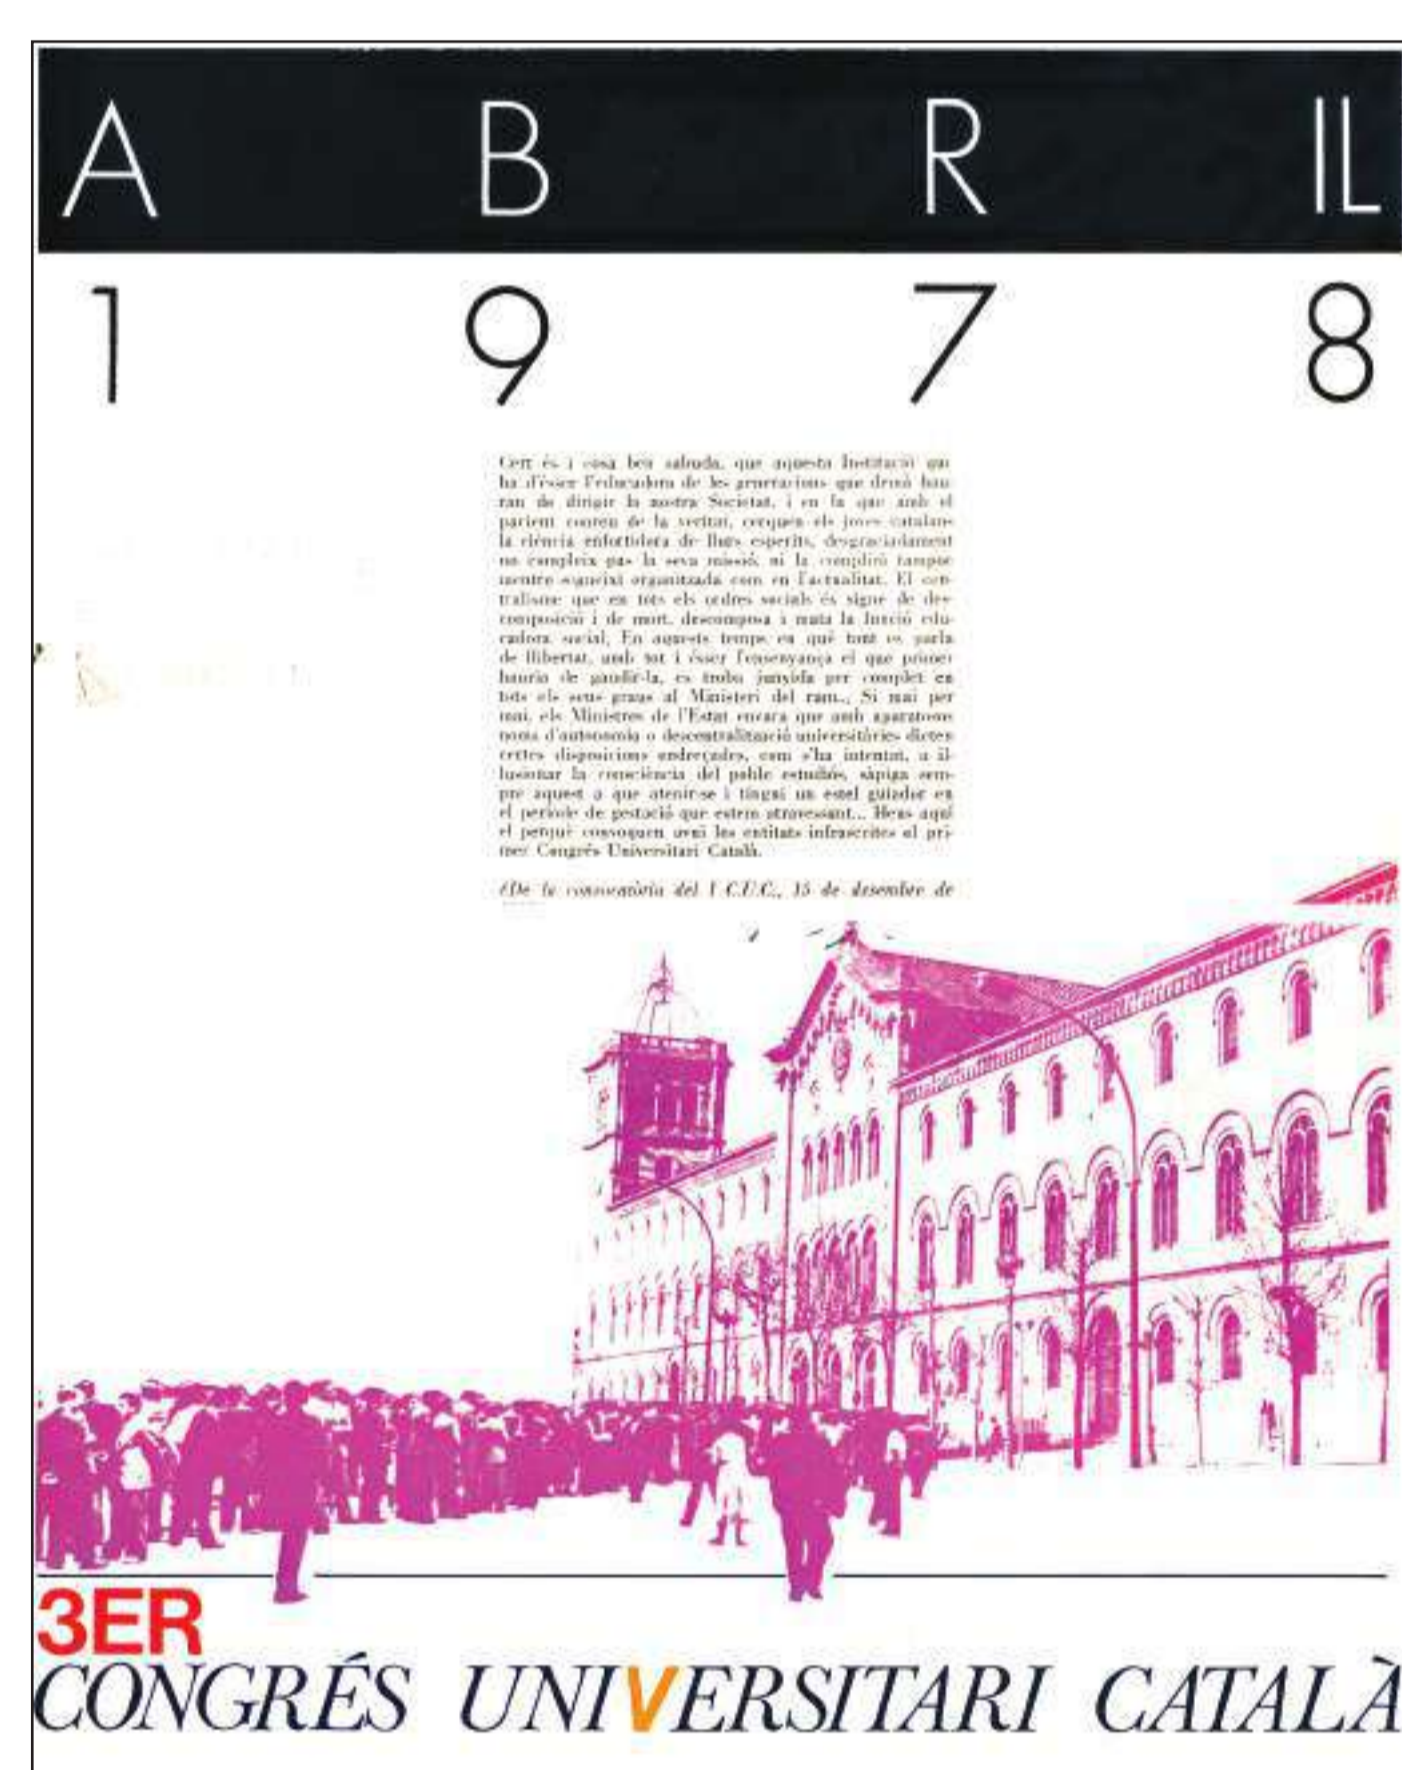 A B R IL
1 9 7 8
Cert és i cosa ben sabuda, que aquesta Institució que
ha d'ésser l'educadora de les generacions que demà hau-
ran de dirigir la nostra Societat, i en la que amb el
pacient conreu de la veritat, cerquen els joves catalans
la ciència enfortidora de llurs esperits, desgraciadament
no compleix pas la seva missió, ni la complirà tampoc
mentre segueixi organitzada com en l'actualitat. El cen-
tralisme que en tots els ordres socials és signe de des-
composició i de mort, descomposa i mata la funció edu-
cadora social. En aquests temps en què tant es parla
de llibertat, amb tot i ésser l'ensenyança el que primer
hauria de gaudir-la, es troba junyida per complet en
tots els seus graus al Ministeri del ram... Si mai per
mai, els Ministres de l'Estat encara que amb aparatosos
noms d'autonomia o descentralització universitàries dicten
certes disposicions endreçades, com s'ha intentat, a il-
lusionar la consciència del poble estudiós, sàpiga sem-
pre aquest a que atenir-se i tingui un estel guiador en
el període de gestació que estem atravessant... Heus aquí
el perquè convoquen avui les entitats infrascrites al pri-
mer Congrés Universitari Català.
(De la convocatòria del I C.U.C., 15 de desembre de
3ER
CONGRÉS UNIVERSITARI CATALÀ